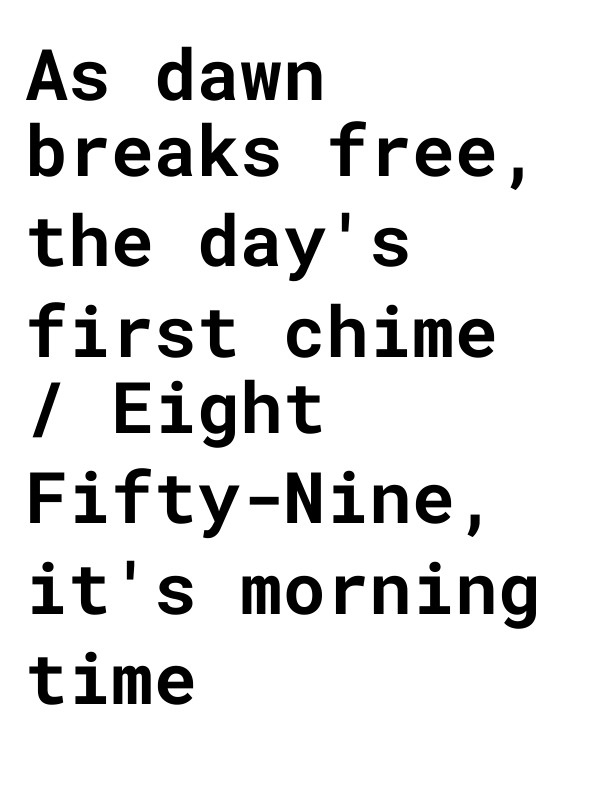 As dawn
breaks free,
the day's
first chime
/ Eight
Fifty-Nine,
it's morning
time